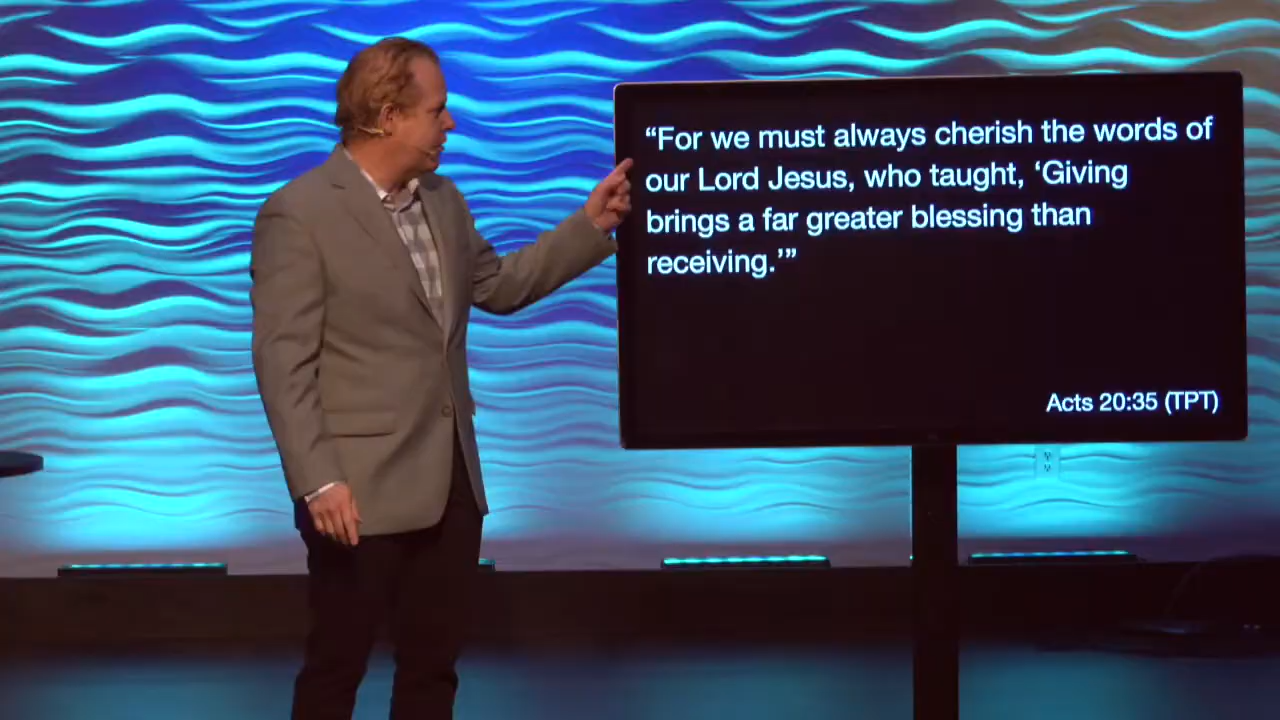 “For we must always cherish the words of
our Lord Jesus, who taught, ‘Giving
brings a far greater blessing than
receiving.’”
Acts 20:35 (TPT)